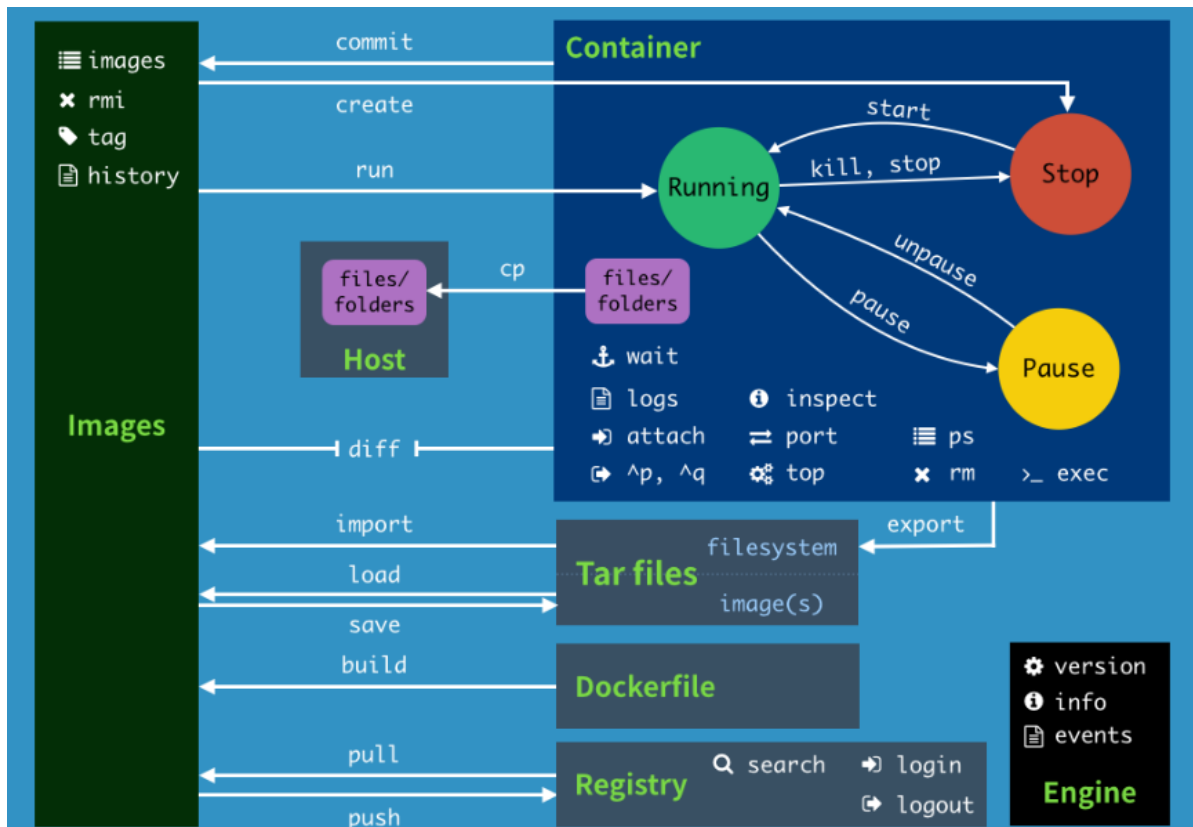 images
rmi
tag
history
Images
commit
create
run
Container
start
kill, stop
Running
Stop
unpause
pause
Pause
files/
folders
Host
cp
files/
folders
wait
logs
inspect
attach
port
ps
^p, ^q
top
rm
>_ exec
diff
import
export
filesystem
Tar files
load
image(s)
save
build
Dockerfile
pull
Registry
search
login
logout
push
version
info
events
Engine